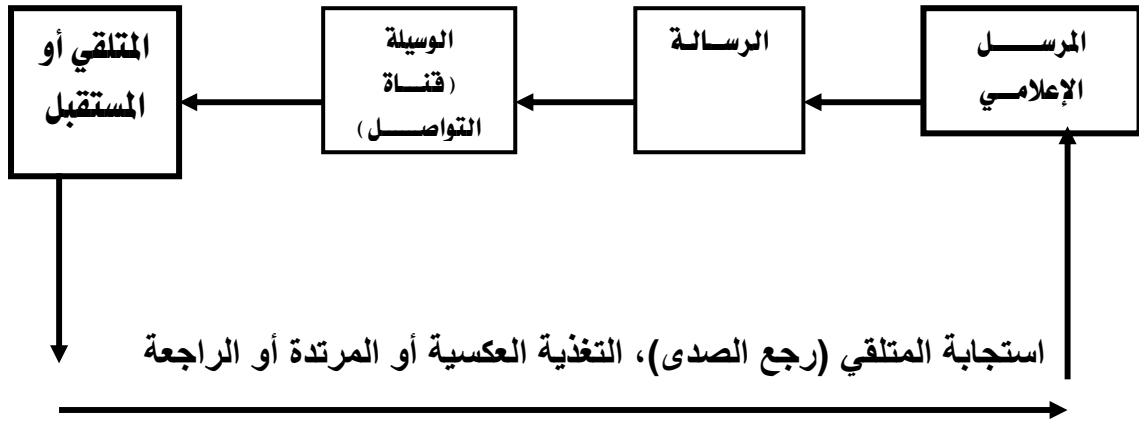 المرسل
الإعلامي
الرسالة
الوسيلة
(قناة
التواصل)
المتلقي أو
المستقبل
استجابة المتلقي (رجع الصدى)، التغذية العكسية أو المرتدة أو الراجعة